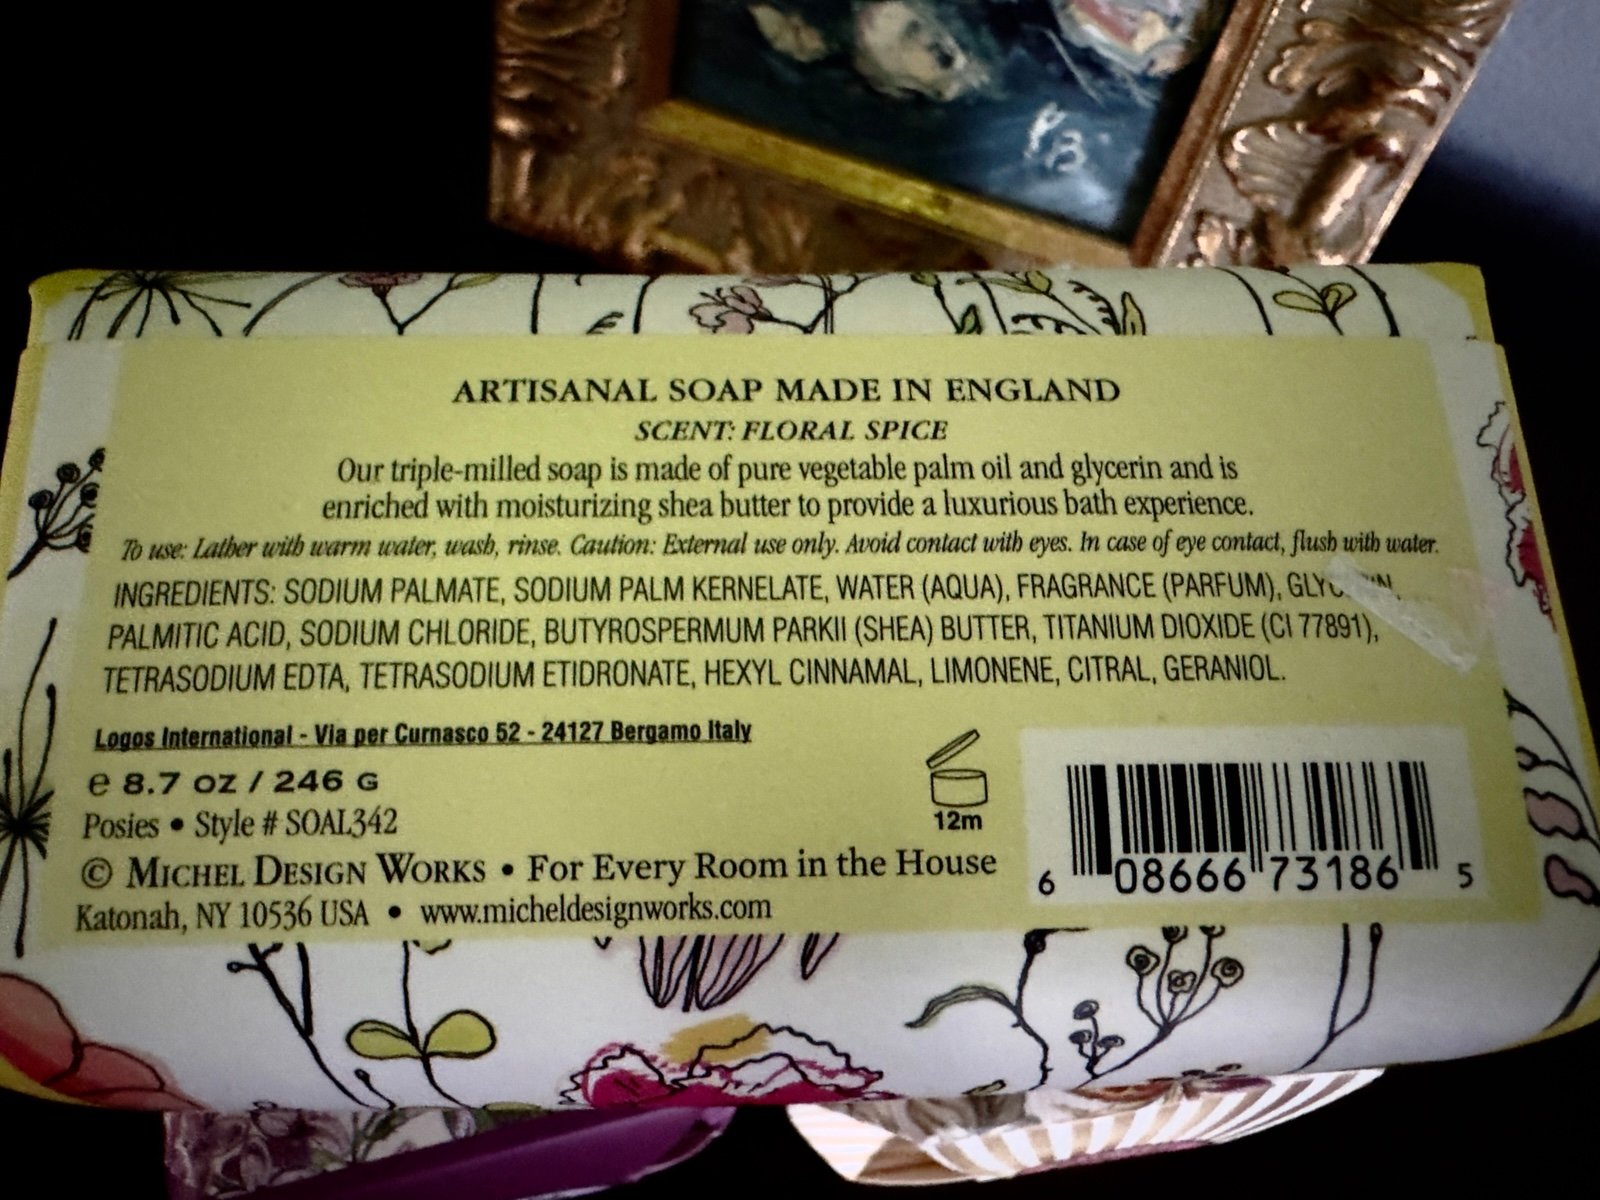 KB
ARTISANAL SOAP MADE IN ENGLAND
SCENT: FLORAL SPICE
Our triple-milled soap is made of pure vegetable palm oil and glycerin and is
enriched with moisturizing shea butter to provide a luxurious bath experience.
To use: Lather with warm water, wash, rinse. Caution: External use only. Avoid contact with eyes. In case of eye contact, flush with water.
INGREDIENTS: SODIUM PALMATE, SODIUM PALM KERNELATE, WATER (AQUA), FRAGRANCE (PARFUM), GLYCERIN,
PALMITIC ACID, SODIUM CHLORIDE, BUTYROSPERMUM PARKII (SHEA) BUTTER, TITANIUM DIOXIDE (CI 77891),
TETRASODIUM EDTA, TETRASODIUM ETIDRONATE, HEXYL CINNAMAL, LIMONENE, CITRAL, GERANIOL.
Logos International - Via per Curnasco 52 - 24127 Bergamo Italy
e 8.7 OZ / 246 G
Posies • Style # SOAL342
© MICHEL DESIGN WORKS • For Every Room in the House
Katonah, NY 10536 USA • www.micheldesignworks.com
12m
6 08666 73186 5